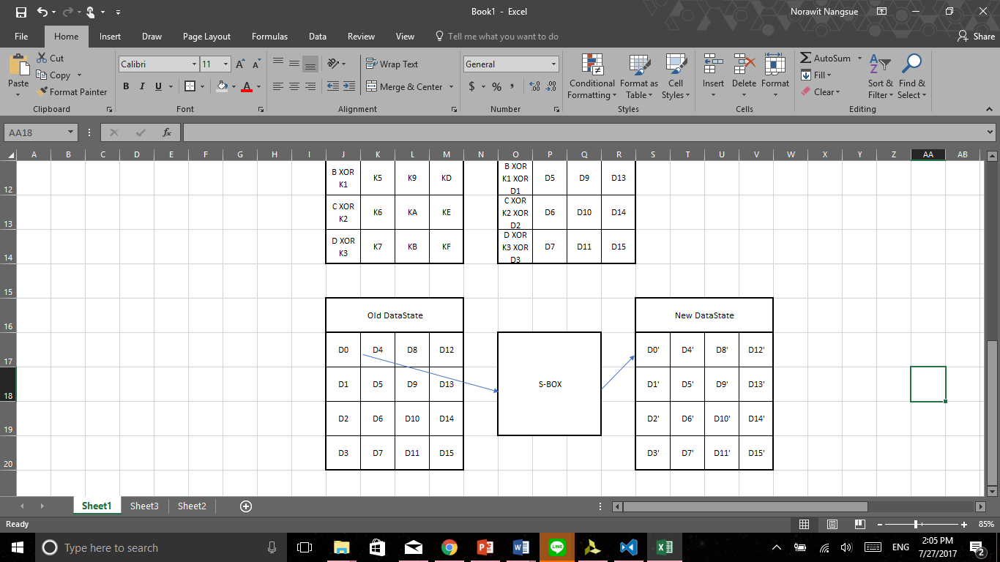 Book1 - Excel
Norawit Nangsue
File Home Insert Draw Page Layout Formulas Data Review View Tell me what you want to do Share
Paste
Cut
Copy
Format Painter
Clipboard
Calibri 11
B I U
Font
Wrap Text
Merge & Center
Alignment
General
$ % ,
Number
Conditional Formatting
Format as Table
Cell Styles
Styles
Insert Delete Format
Cells
AutoSum
Fill
Clear
Sort & Filter
Find & Select
Editing
AA18
fx
A B C D E F G H I J K L M N O P Q R S T U V W X Y Z AA AB
12
B XOR
K1
K5 K9 KD
B XOR
K1 XOR
D1
D5 D9 D13
13
C XOR
K2
K6 KA KE
C XOR
K2 XOR
D2
D6 D10 D14
14
D XOR
K3
K7 KB KF
D XOR
K3 XOR
D3
D7 D11 D15
15
16
Old DataState
New DataState
17
D0 D4 D8 D12
D0' D4' D8' D12'
18
D1 D5 D9 D13
S-BOX
D1' D5' D9' D13'
19
D2 D6 D10 D14
D2' D6' D10' D14'
20
D3 D7 D11 D15
D3' D7' D11' D15'
Sheet1 Sheet3 Sheet2
Ready
85%
Type here to search
LINE
ENG
2:05 PM
7/27/2017
2